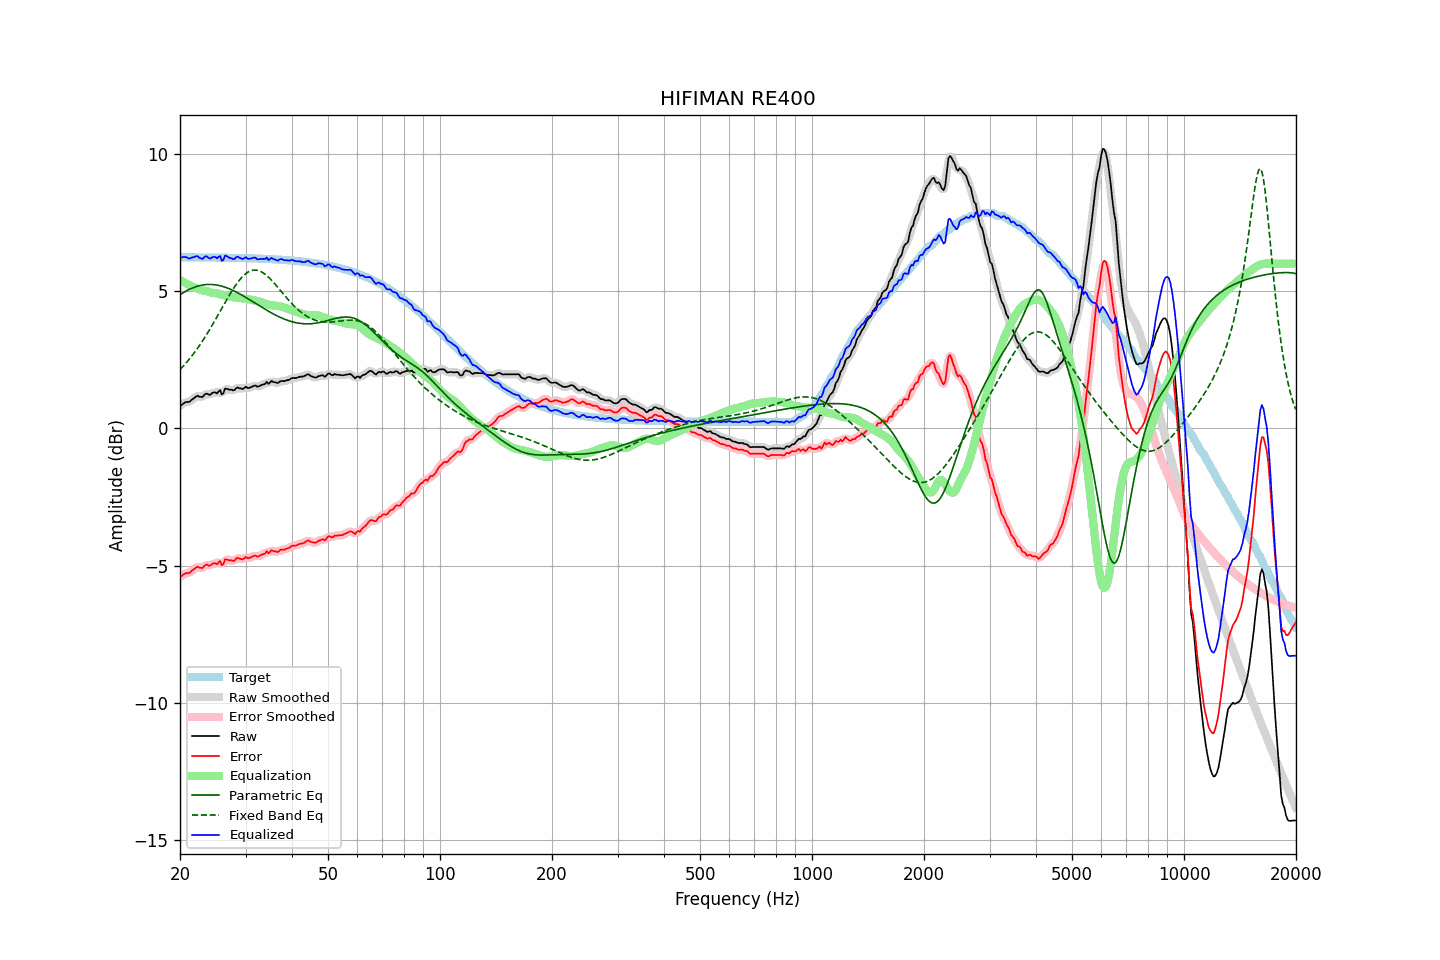 HIFIMAN RE400
Amplitude (dBr)
10
5
0
−5
−10
−15
Target
Raw Smoothed
Error Smoothed
Raw
Error
Equalization
Parametric Eq
Fixed Band Eq
Equalized
20
50
100
200
500
1000
2000
5000
10000
20000
Frequency (Hz)